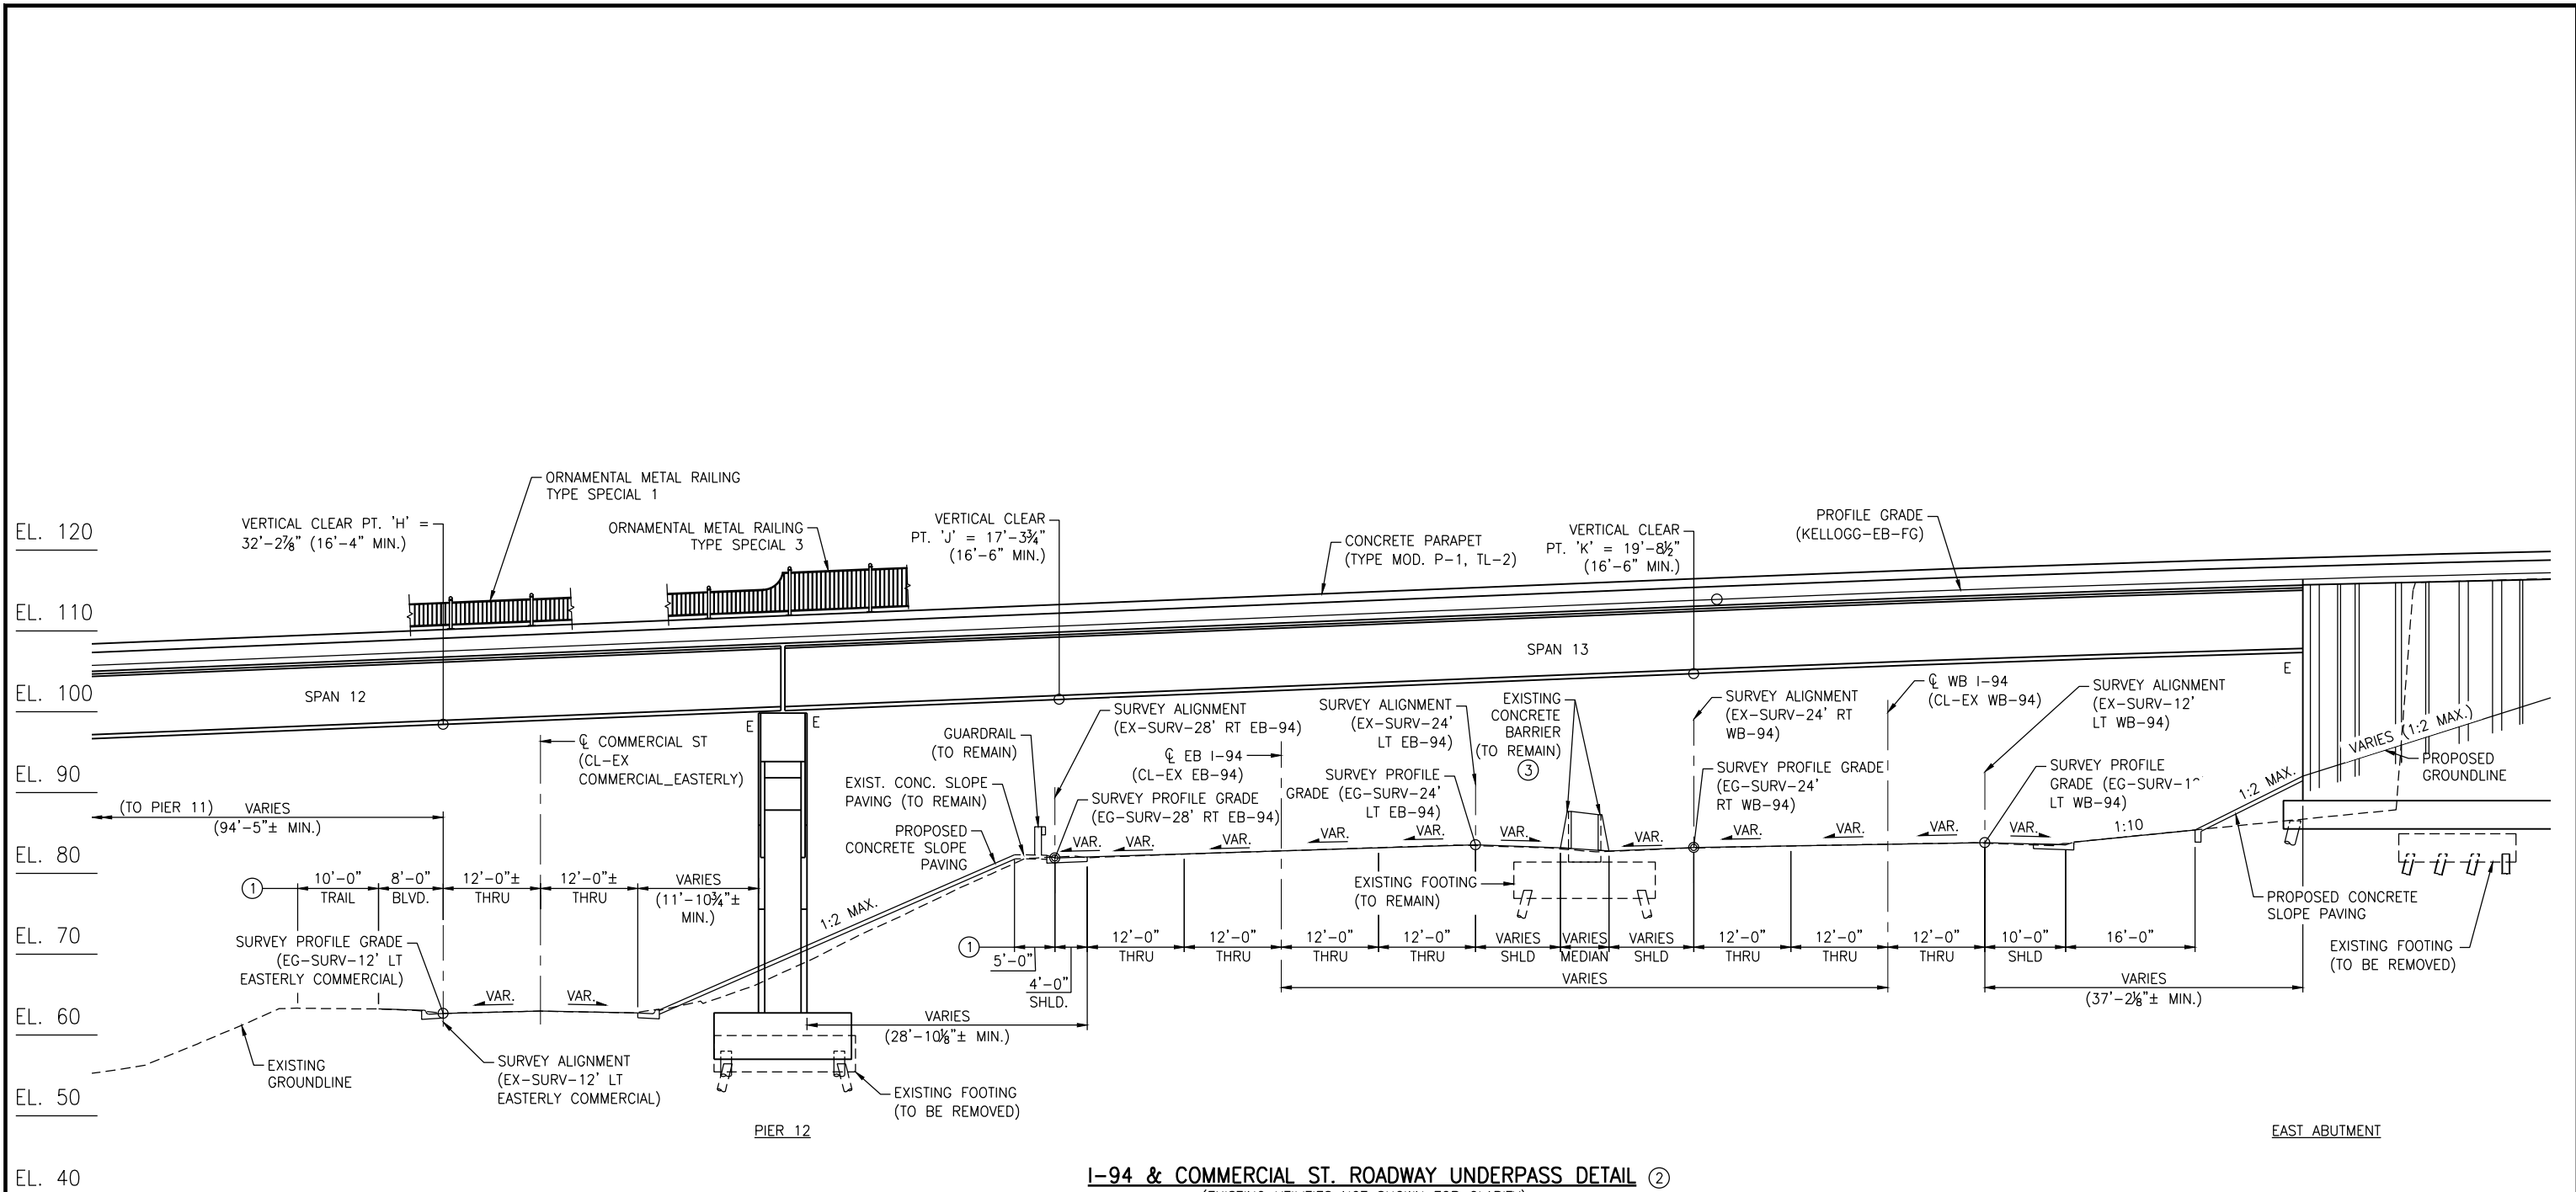 ORNAMENTAL METAL RAILING
TYPE SPECIAL 1
VERTICAL CLEAR PT. 'H' =
32'-2⅞" (16'-4" MIN.)
ORNAMENTAL METAL RAILING
TYPE SPECIAL 3
VERTICAL CLEAR
PT. 'J' = 17'-3¾"
(16'-6" MIN.)
CONCRETE PARAPET
(TYPE MOD. P-1, TL-2)
VERTICAL CLEAR
PT. 'K' = 19'-8½"
(16'-6" MIN.)
PROFILE GRADE
(KELLOGG-EB-FG)
EL. 120
EL. 110
EL. 100
EL. 90
EL. 80
EL. 70
EL. 60
EL. 50
EL. 40
SPAN 12
SPAN 13
E
E
E
℄ COMMERCIAL ST
(CL-EX
COMMERCIAL_EASTERLY)
GUARDRAIL
(TO REMAIN)
EXIST. CONC. SLOPE
PAVING (TO REMAIN)
PROPOSED
CONCRETE SLOPE
PAVING
SURVEY ALIGNMENT
(EX-SURV-28' RT EB-94)
℄ EB I-94
(CL-EX EB-94)
SURVEY PROFILE GRADE
(EG-SURV-28' RT EB-94)
SURVEY ALIGNMENT
(EX-SURV-24'
LT EB-94)
SURVEY PROFILE
GRADE (EG-SURV-24'
LT EB-94)
EXISTING
CONCRETE
BARRIER
(TO REMAIN)
3
SURVEY ALIGNMENT
(EX-SURV-24' RT
WB-94)
SURVEY PROFILE GRADE
(EG-SURV-24'
RT WB-94)
℄ WB I-94
(CL-EX WB-94)
SURVEY ALIGNMENT
(EX-SURV-12'
LT WB-94)
SURVEY PROFILE
GRADE (EG-SURV-
LT WB-94)
VARIES (1:2 MAX.)
PROPOSED
GROUNDLINE
1:2 MAX.
1:10
(TO PIER 11) VARIES
(94'-5"± MIN.)
VAR.
VAR.
VAR.
VAR.
VAR.
VAR.
VAR.
VAR.
VAR.
VAR.
VAR.
1 10'-0" 8'-0" 12'-0"± 12'-0"± VARIES
TRAIL BLVD. THRU THRU (11'-10¾"±
MIN.)
1:2 MAX.
EXISTING FOOTING
(TO REMAIN)
PROPOSED CONCRETE
SLOPE PAVING
SURVEY PROFILE GRADE
(EG-SURV-12' LT
EASTERLY COMMERCIAL)
1 12'-0" 12'-0" 12'-0" 12'-0" VARIES VARIES VARIES 12'-0" 12'-0" 12'-0" 10'-0" 16'-0"
5'-0" THRU THRU THRU THRU SHLD MEDIAN SHLD THRU THRU THRU SHLD
4'-0"
SHLD.
VARIES
VARIES
(37'-2⅛"± MIN.)
EXISTING FOOTING
(TO BE REMOVED)
VAR.
VAR.
VARIES
(28'-10⅛"± MIN.)
EXISTING
GROUNDLINE
SURVEY ALIGNMENT
(EX-SURV-12' LT
EASTERLY COMMERCIAL)
EXISTING FOOTING
(TO BE REMOVED)
PIER 12
EAST ABUTMENT
I-94 & COMMERCIAL ST. ROADWAY UNDERPASS DETAIL 2